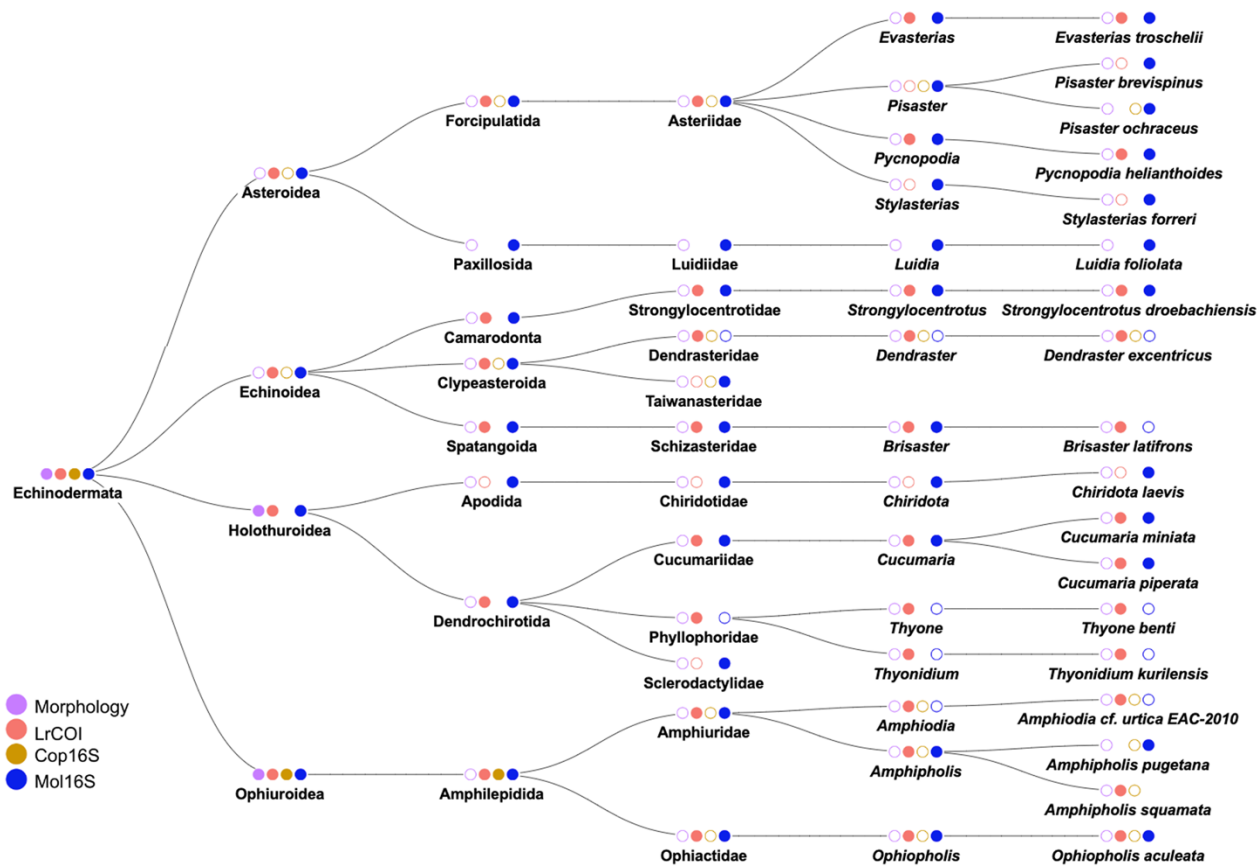 Evasterias
Evasterias troschelii
Pisaster brevispinus
Forcipulatida
Asteriidae
Pisaster
Pisaster ochraceus
Pycnopodia
Pycnopodia helianthoides
Asteroidea
Stylasterias
Stylasterias forreri
Paxillosida
Luidiidae
Luidia
Luidia foliolata
Strongylocentrotidae
Strongylocentrotus
Strongylocentrotus droebachiensis
Camarodonta
Dendrasteridae
Dendraster
Dendraster excentricus
Echinoidea
Clypeasteroida
Taiwanasteridae
Spatangoida
Schizasteridae
Brisaster
Brisaster latifrons
Echinodermata
Apodida
Chiridotidae
Chiridota
Chiridota laevis
Holothuroidea
Cucumaria miniata
Cucumariidae
Cucumaria
Cucumaria piperata
Dendrochirotida
Phyllophoridae
Thyone
Thyone benti
Sclerodactylidae
Thyonidium
Thyonidium kurilensis
Morphology
LrCOI
Cop16S
Mol16S
Amphiuridae
Amphiodia
Amphiodia cf. urtica EAC-2010
Amphipholis
Amphipholis pugetana
Ophiuroidea
Amphilepidida
Amphipholis squamata
Ophiactidae
Ophiopholis
Ophiopholis aculeata